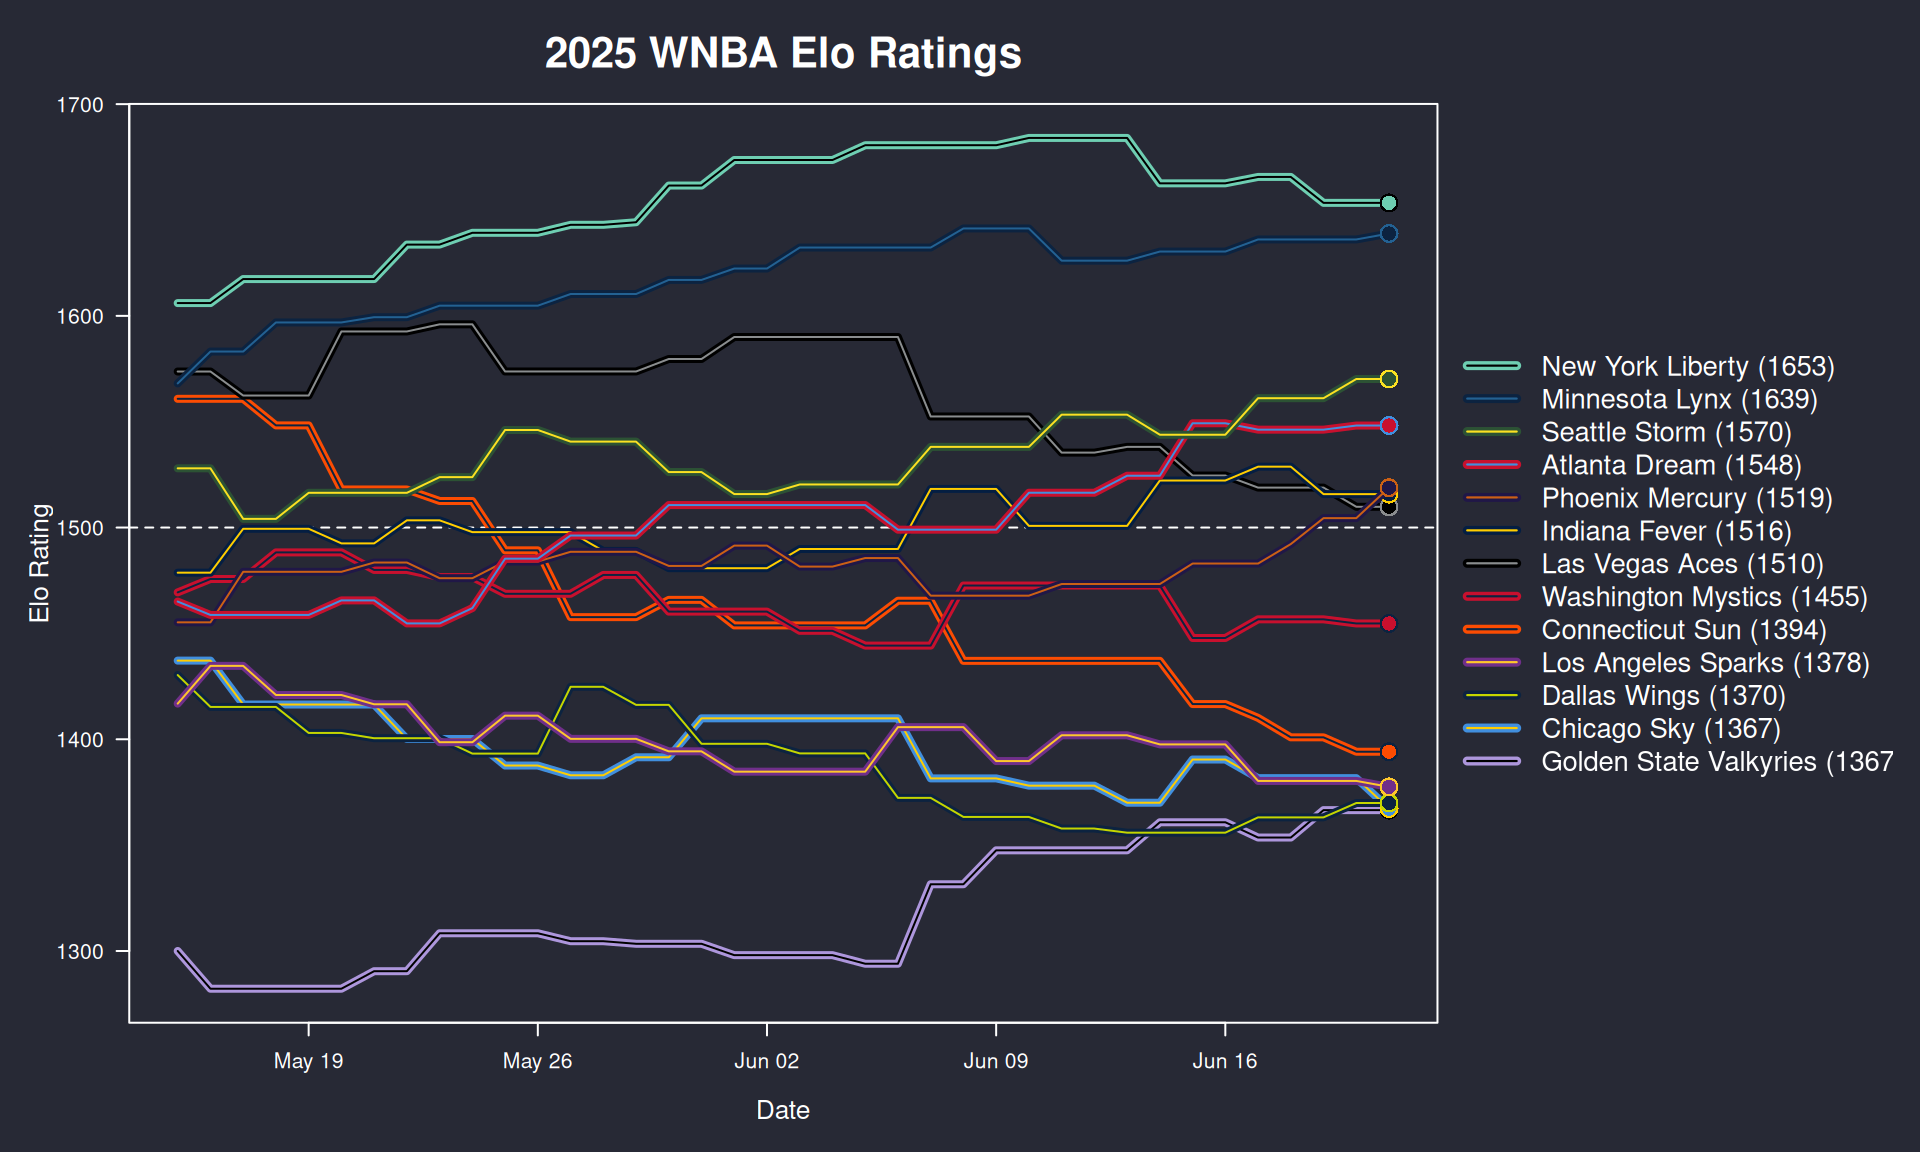 2025 WNBA Elo Ratings
1700
1600
1500
1400
1300
Elo Rating
May 19
May 26
Jun 02
Jun 09
Jun 16
Date
New York Liberty (1653)
Minnesota Lynx (1639)
Seattle Storm (1570)
Atlanta Dream (1548)
Phoenix Mercury (1519)
Indiana Fever (1516)
Las Vegas Aces (1510)
Washington Mystics (1455)
Connecticut Sun (1394)
Los Angeles Sparks (1378)
Dallas Wings (1370)
Chicago Sky (1367)
Golden State Valkyries (1367